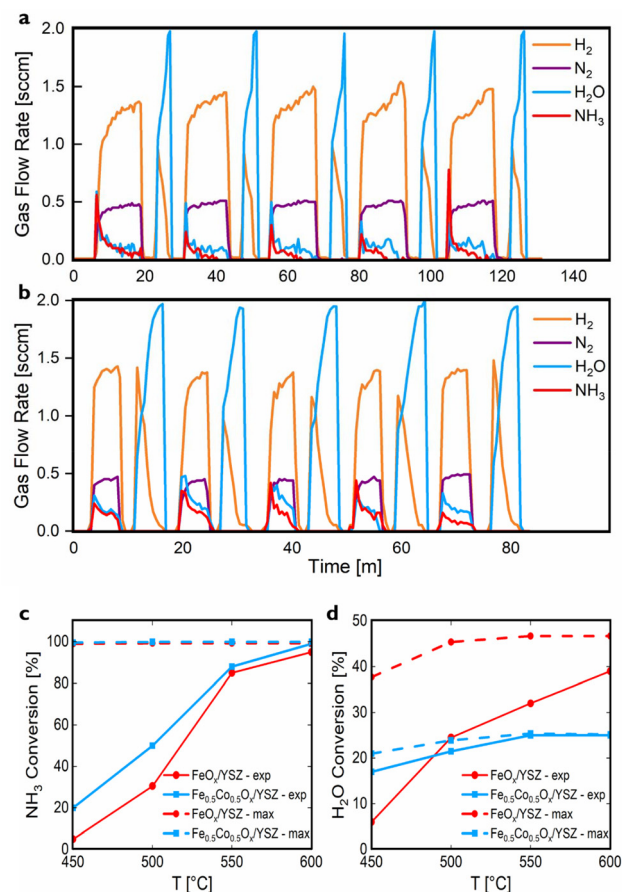 a
Gas Flow Rate [sccm]
2.0
1.5
1.0
0.5
0.0
H₂
N₂
H₂O
NH₃
0 20 40 60 80 100 120 140
b
Gas Flow Rate [sccm]
2.0
1.5
1.0
0.5
0.0
H₂
N₂
H₂O
NH₃
0 20 40 60 80
Time [m]
c
NH₃ Conversion [%]
100
80
60
40
20
0
FeOₓ/YSZ - exp
Fe₀.₅Co₀.₅Oₓ/YSZ - exp
FeOₓ/YSZ - max
Fe₀.₅Co₀.₅Oₓ/YSZ - max
450 500 550 600
T [°C]
d
H₂O Conversion [%]
50
40
30
20
10
0
FeOₓ/YSZ - exp
Fe₀.₅Co₀.₅Oₓ/YSZ - exp
FeOₓ/YSZ - max
Fe₀.₅Co₀.₅Oₓ/YSZ - max
450 500 550 600
T [°C]